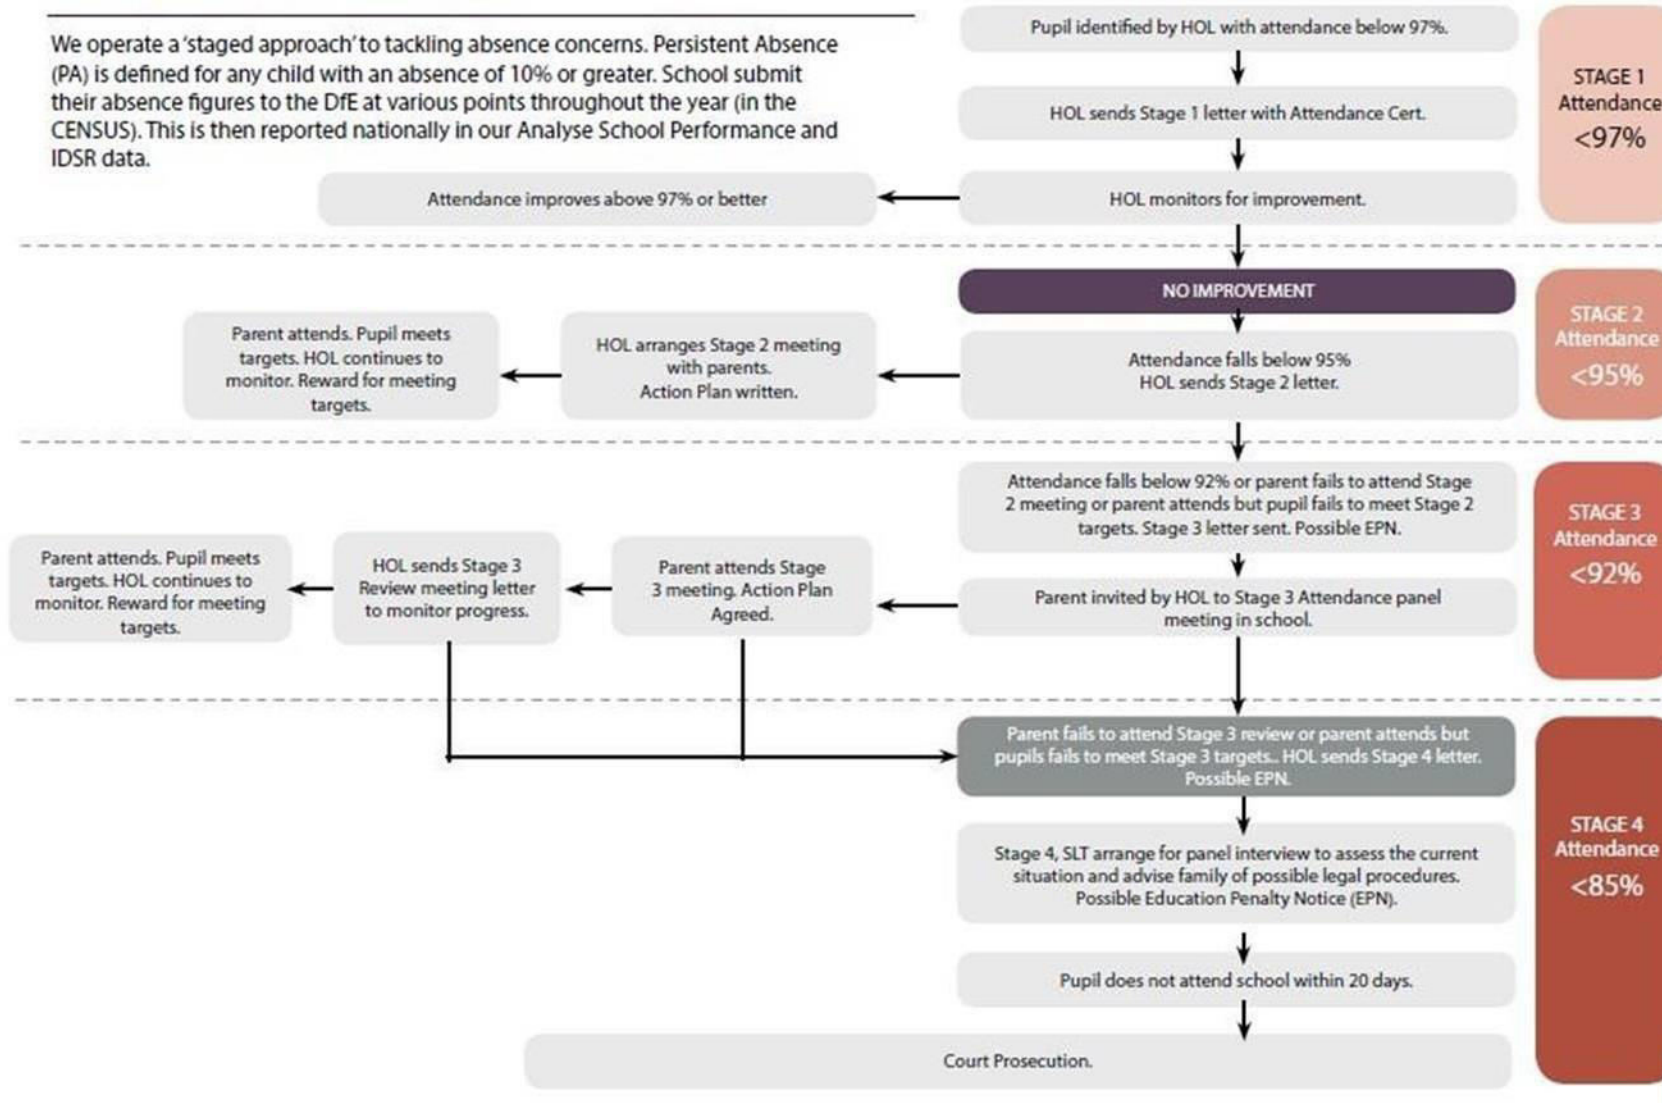 We operate a ‘staged approach’ to tackling absence concerns. Persistent Absence
(PA) is defined for any child with an absence of 10% or greater. School submit
their absence figures to the DfE at various points throughout the year (in the
CENSUS). This is then reported nationally in our Analyse School Performance and
IDSR data.
Pupil identified by HOL with attendance below 97%.
HOL sends Stage 1 letter with Attendance Cert.
HOL monitors for improvement.
Attendance improves above 97% or better
STAGE 1
Attendance
<97%
NO IMPROVEMENT
Attendance falls below 95%
HOL sends Stage 2 letter.
HOL arranges Stage 2 meeting
with parents.
Action Plan written.
Parent attends. Pupil meets
targets. HOL continues to
monitor. Reward for meeting
targets.
STAGE 2
Attendance
<95%
Attendance falls below 92% or parent fails to attend Stage
2 meeting or parent attends but pupil fails to meet Stage 2
targets. Stage 3 letter sent. Possible EPN.
Parent invited by HOL to Stage 3 Attendance panel
meeting in school.
Parent attends Stage
3 meeting. Action Plan
Agreed.
HOL sends Stage 3
Review meeting letter
to monitor progress.
Parent attends. Pupil meets
targets. HOL continues to
monitor. Reward for meeting
targets.
STAGE 3
Attendance
<92%
Parent fails to attend Stage 3 review or parent attends but
pupils fails to meet Stage 3 targets.. HOL sends Stage 4 letter.
Possible EPN.
Stage 4, SLT arrange for panel interview to assess the current
situation and advise family of possible legal procedures.
Possible Education Penalty Notice (EPN).
Pupil does not attend school within 20 days.
Court Prosecution.
STAGE 4
Attendance
<85%